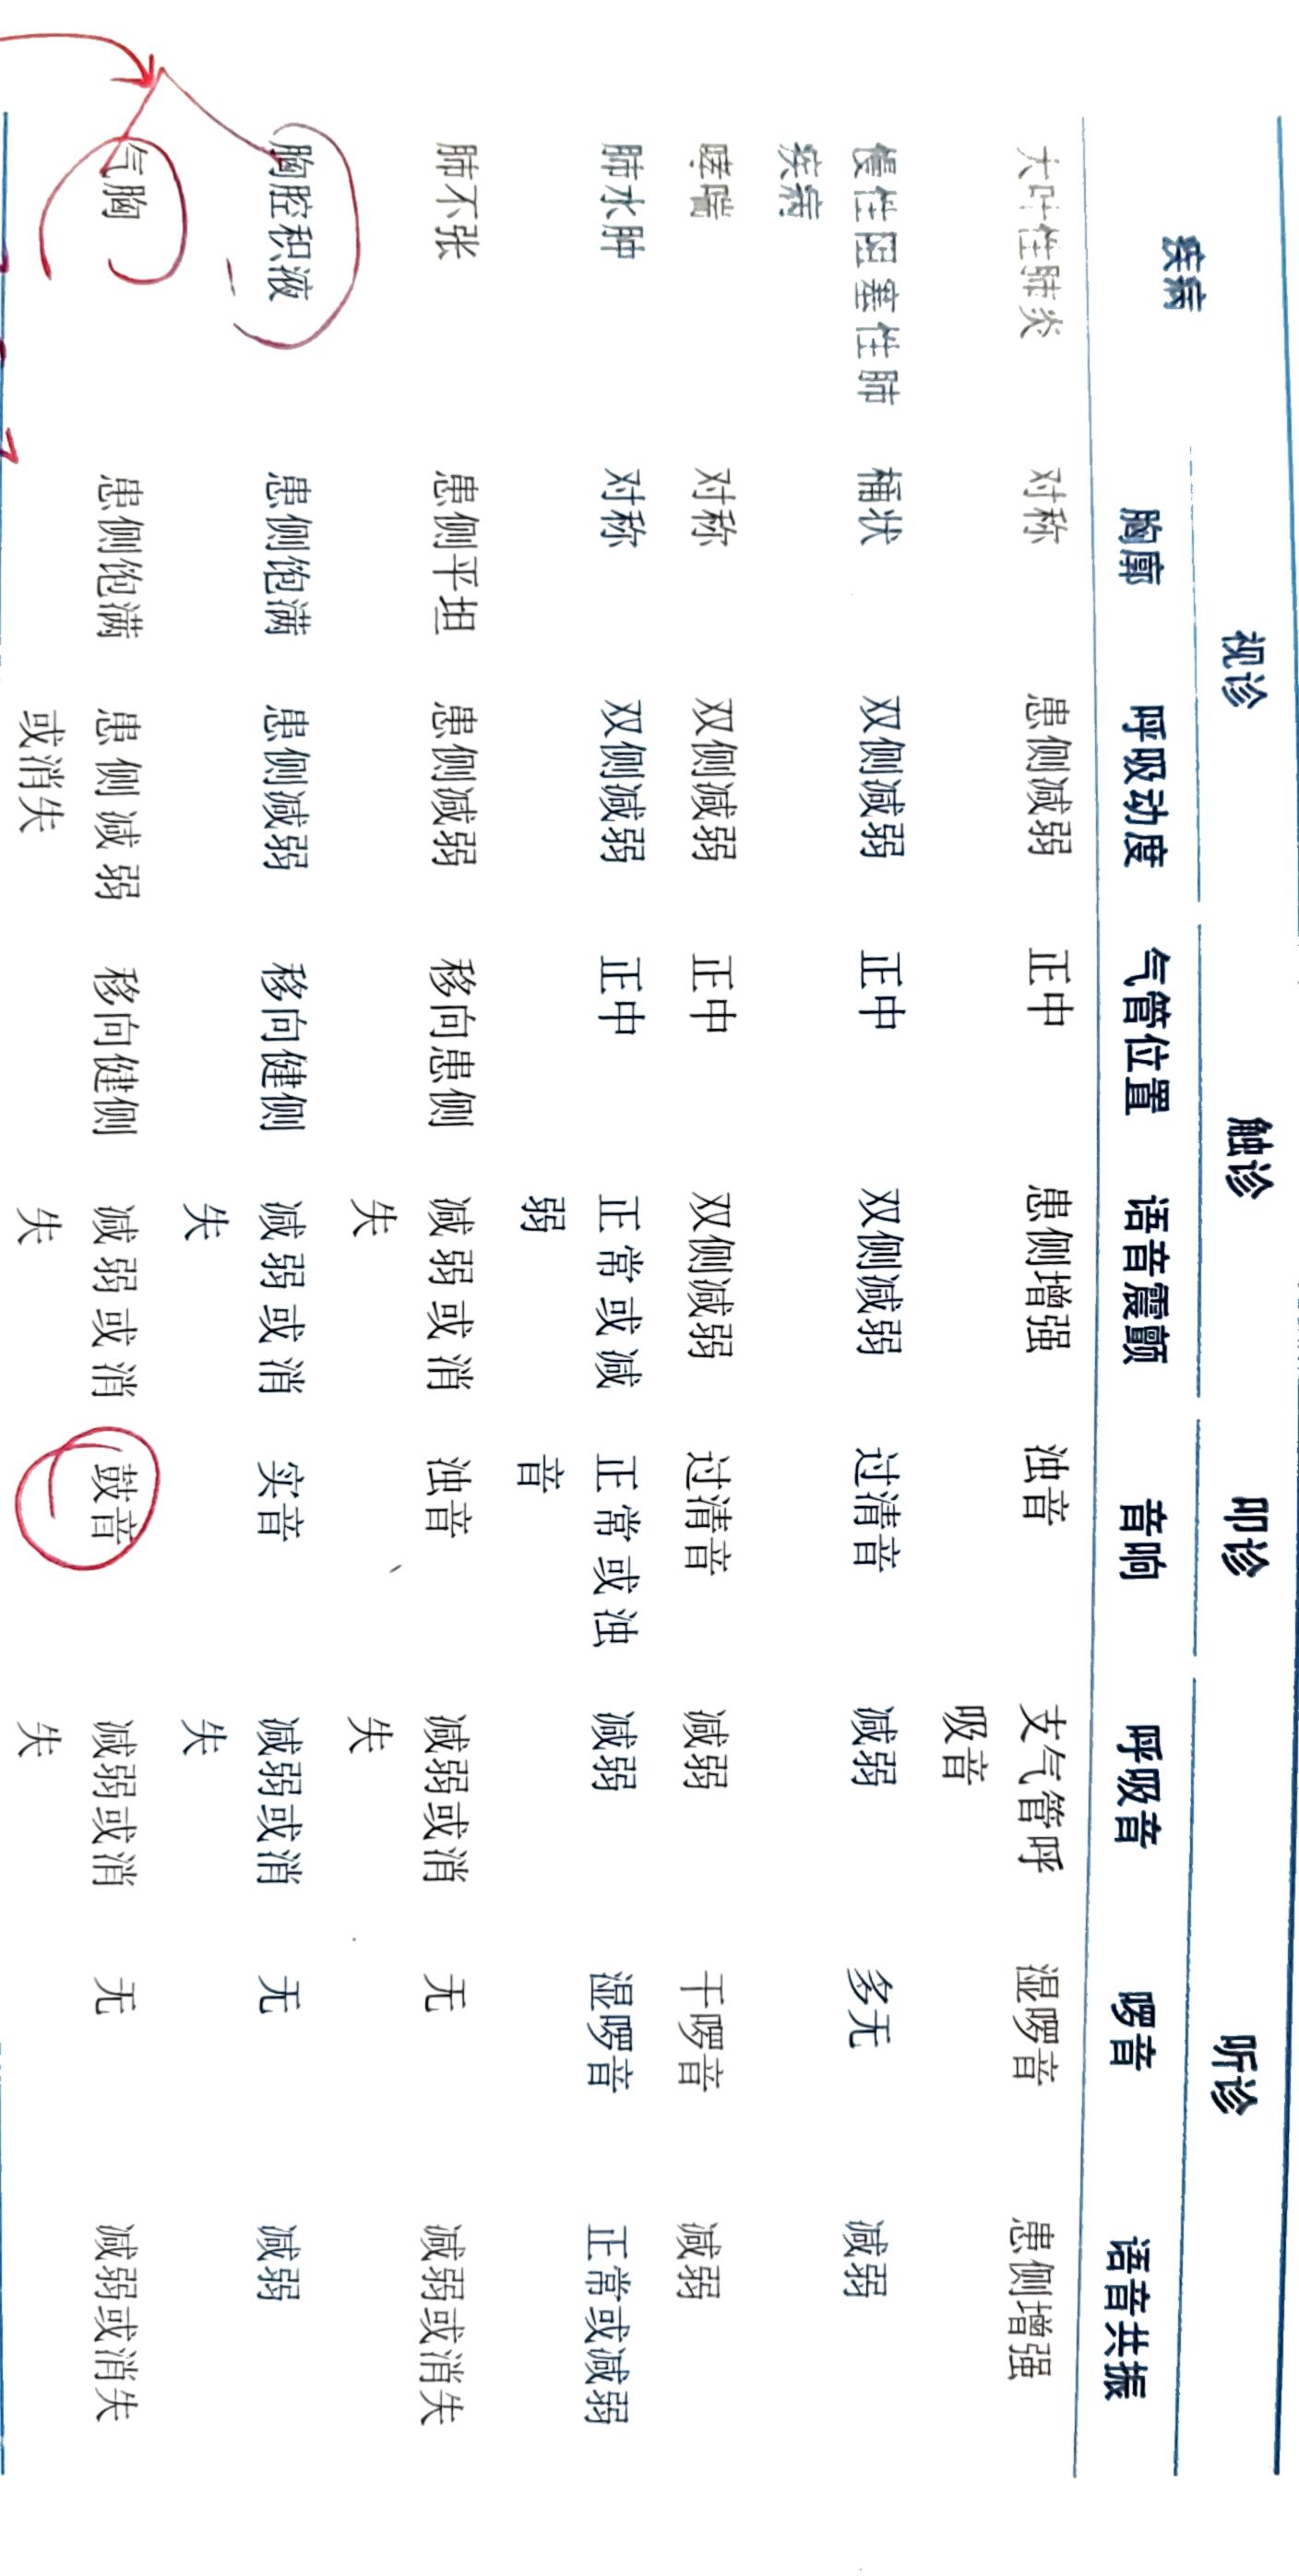 视诊 触诊 叩诊 听诊
疾病
胸廓 呼吸动度 气管位置 语音震颤 音响 呼吸音 啰音 语音共振
大叶性肺炎 对称 患侧减弱 正中 患侧增强 浊音 支气管呼 湿啰音 患侧增强
吸音
慢性阻塞性肺 桶状 双侧减弱 正中 双侧减弱 过清音 减弱 多无 减弱
疾病
哮喘 对称 双侧减弱 正中 双侧减弱 过清音 减弱 干啰音 减弱
肺水肿 对称 双侧减弱 正中 正常或减 正常或浊 减弱 湿啰音 正常或减弱
弱 音
肺不张 患侧平坦 患侧减弱 移向患侧 减弱或消 浊音 减弱或消 无 减弱或消失
失 失
胸腔积液 患侧饱满 患侧减弱 移向健侧 减弱或消 实音 减弱或消 无 减弱
失 失
气胸 患侧饱满 患侧减弱 移向健侧 减弱或消 鼓音 减弱或消 无 减弱或消失
或消失 失 失